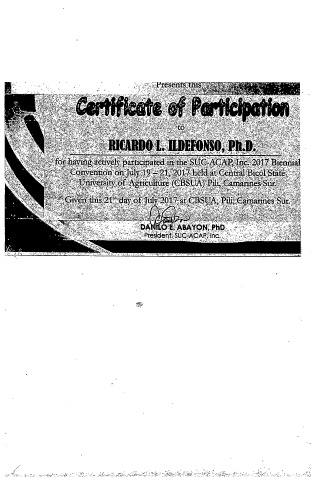 Presents this
Certificate of Participation
to
RICARDO L. ILDEFONSO, Ph.D.
for having actively participated in the SUC-ACAP, Inc. 2017 Biennial
Convention on July 19 – 21, 2017 held at Central Bicol State
University of Agriculture (CBSUA) Pili, Camarines Sur.
Given this 21st day of July 2017 at CBSUA, Pili, Camarines Sur.
DANILO E. ABAYON, PhD
President, SUC-ACAP, Inc.